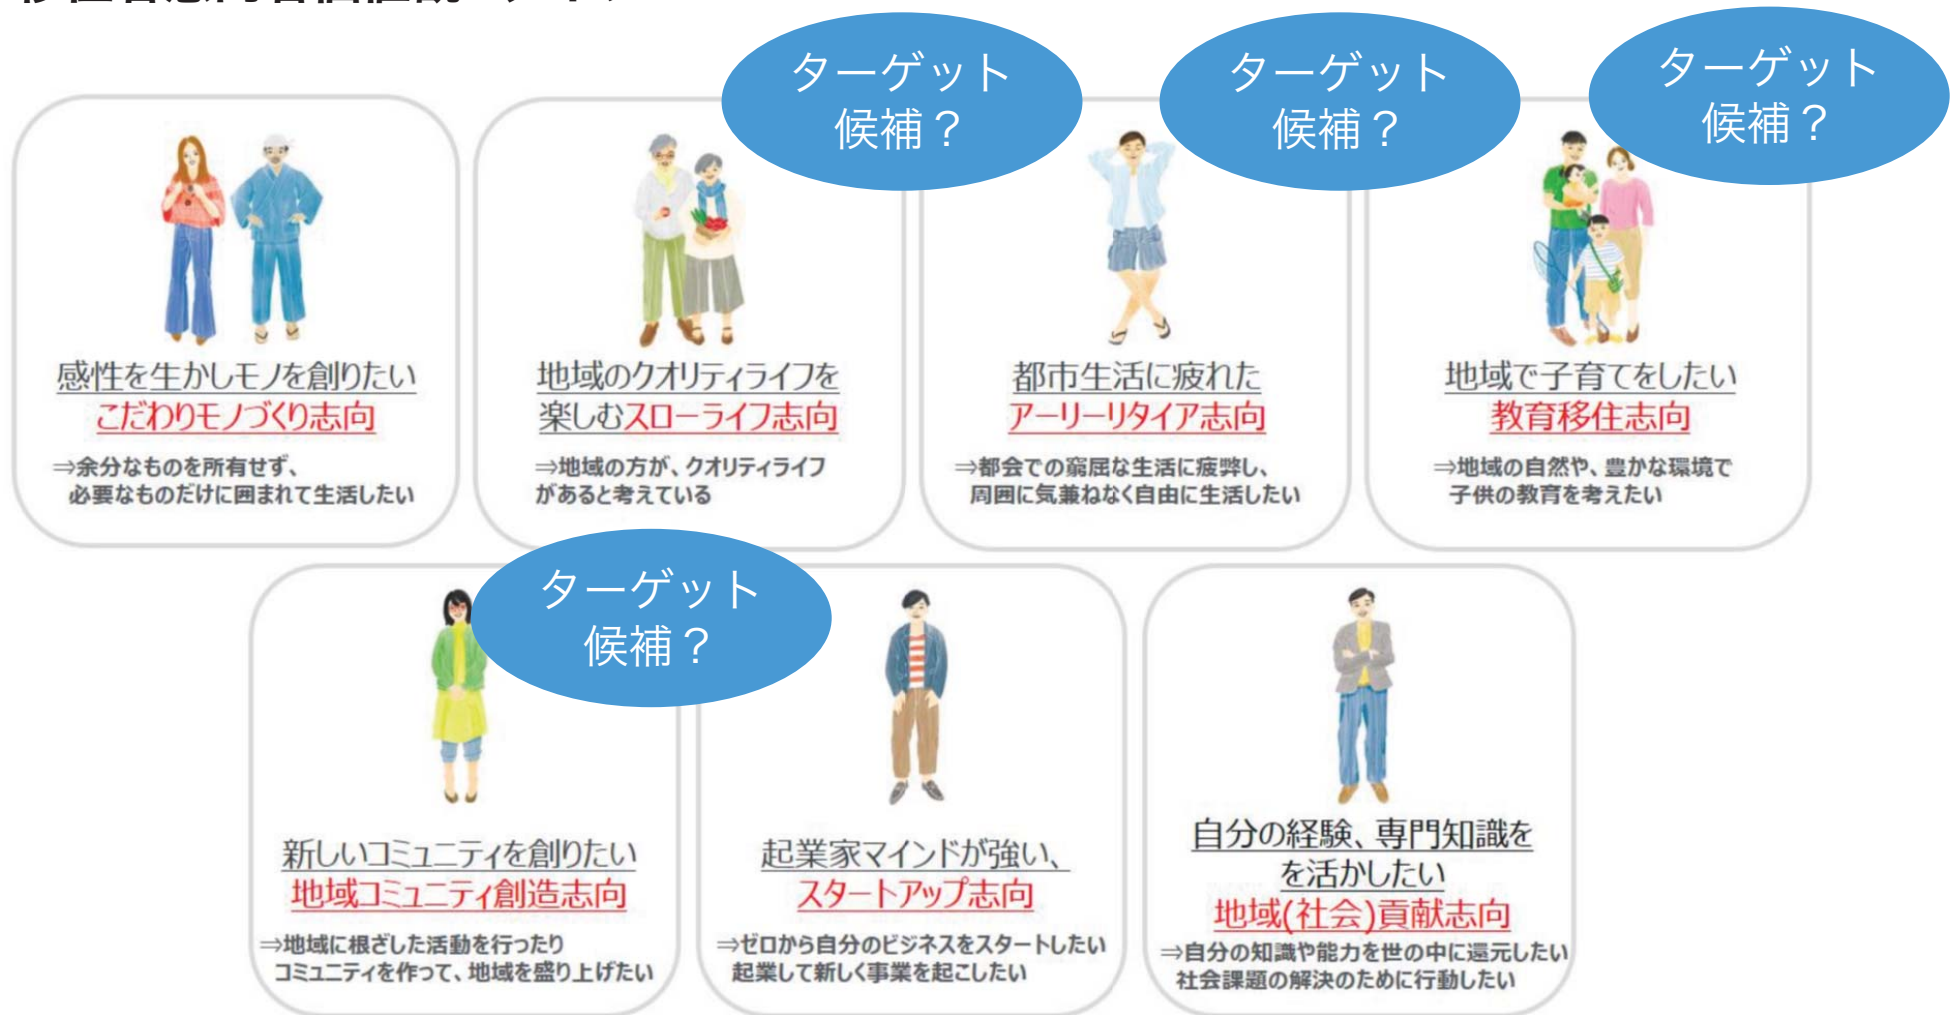 ターゲット
候補？
ターゲット
候補？
ターゲット
候補？
感性を生かしモノを創りたい
こだわりモノづくり志向
⇒余分なものを所有せず、
必要なものだけに囲まれて生活したい
地域のクオリティライフを
楽しむスローライフ志向
⇒地域の方が、クオリティライフ
があると考えている
都市生活に疲れた
アーリーリタイア志向
⇒都会での窮屈な生活に疲弊し、
周囲に気兼ねなく自由に生活したい
地域で子育てをしたい
教育移住志向
⇒地域の自然や、豊かな環境で
子供の教育を考えたい
ターゲット
候補？
新しいコミュニティを創りたい
地域コミュニティ創造志向
⇒地域に根ざした活動を行ったり
コミュニティを作って、地域を盛り上げたい
起業家マインドが強い、
スタートアップ志向
⇒ゼロから自分のビジネスをスタートしたい
起業して新しく事業を起こしたい
自分の経験、専門知識を
を活かしたい
地域(社会)貢献志向
⇒自分の知識や能力を世の中に還元したい
社会課題の解決のために行動したい